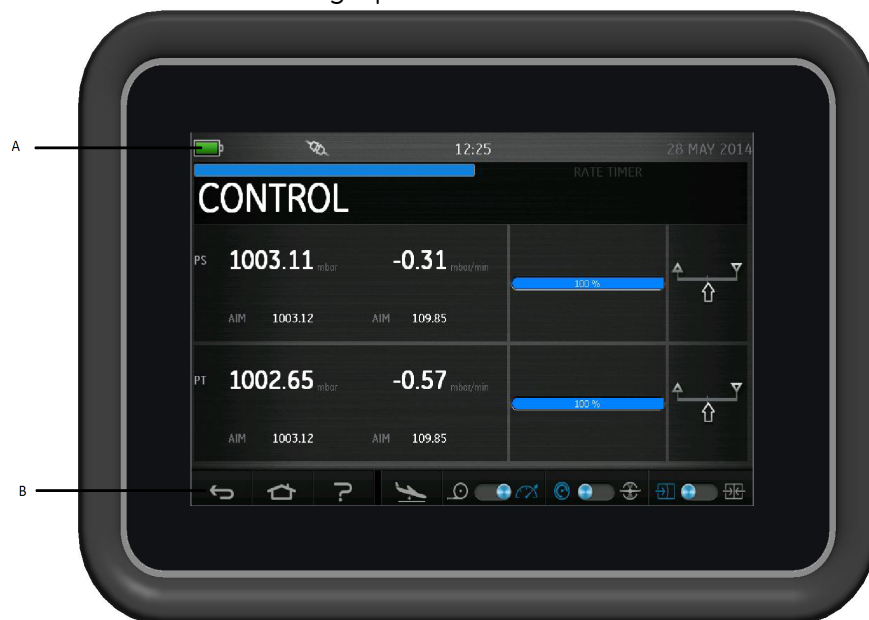 A
12:25 28 MAY 2014
RATE TIMER
CONTROL
PS 1003.11 mbar -0.31 mbar/min
100 %
AIM 1003.12 AIM 109.85
PT 1002.65 mbar -0.57 mbar/min
100 %
AIM 1003.12 AIM 109.85
B ?